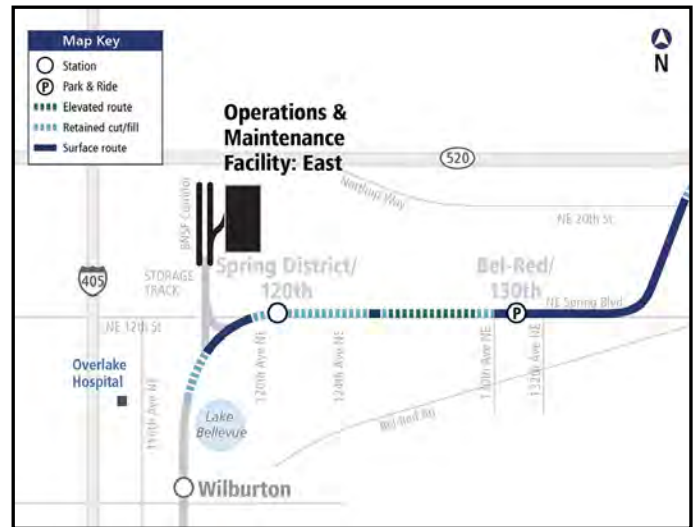 Map Key
Station
P Park & Ride
Elevated route
Retained cut/fill
Surface route
N
Operations &
Maintenance
Facility: East
520
Northup Way
NE 20th St
BNSF Corridor
405
STORAGE
TRACK
Spring District/
120th
Bel-Red/
130th
P
NE Spring Blvd
NE 12th St
120th Ave NE
124th Ave NE
130th Ave NE
132nd Ave NE
Overlake
Hospital
116th Ave NE
Lake
Bellevue
Bel-Red Rd
Wilburton